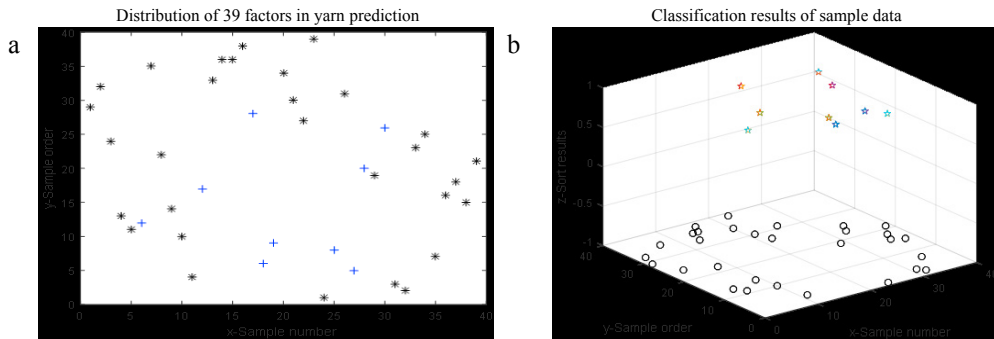 Distribution of 39 factors in yarn prediction
a
y-Sample order
40
35
30
25
20
15
10
5
0
0 5 10 15 20 25 30 35 40
x-Sample number
Classification results of sample data
b
z-Sort results
1
0.5
0
-0.5
-1
40
30
20
10
0
y-Sample order
0
20
30
40
x-Sample number